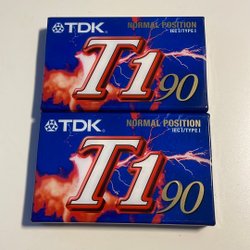 TDK
NORMAL POSITION
IEC I/TYPE I
T1 90
TDK
NORMAL POSITION
IEC I/TYPE I
T1 90